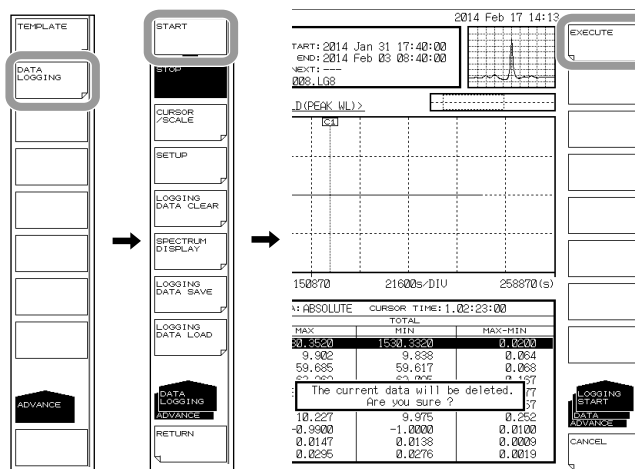 TEMPLATE
DATA
LOGGING
ADVANCE
START
STOP
CURSOR
/SCALE
SETUP
LOGGING
DATA CLEAR
SPECTRUM
DISPLAY
LOGGING
DATA SAVE
LOGGING
DATA LOAD
DATA
LOGGING
ADVANCE
RETURN
2014 Feb 17 14:13
TART: 2014 Jan 31 17:40:00
END: 2014 Feb 03 08:40:00
NEXT: ---
008.LG8
LD(PEAK WL)>
C1
150870 21600s/DIV 258870(s)
A: ABSOLUTE CURSOR TIME: 1.02:23:00
TOTAL
MAX MIN MAX-MIN
30.3520 1530.3320 0.0200
9.902 9.838 0.064
59.685 59.617 0.068
The current data will be deleted.
Are you sure ?
10.227 9.975 0.252
-0.9900 -1.0000 0.0100
0.0147 0.0138 0.0009
0.0295 0.0276 0.0019
EXECUTE
LOGGING
START
DATA
ADVANCE
CANCEL